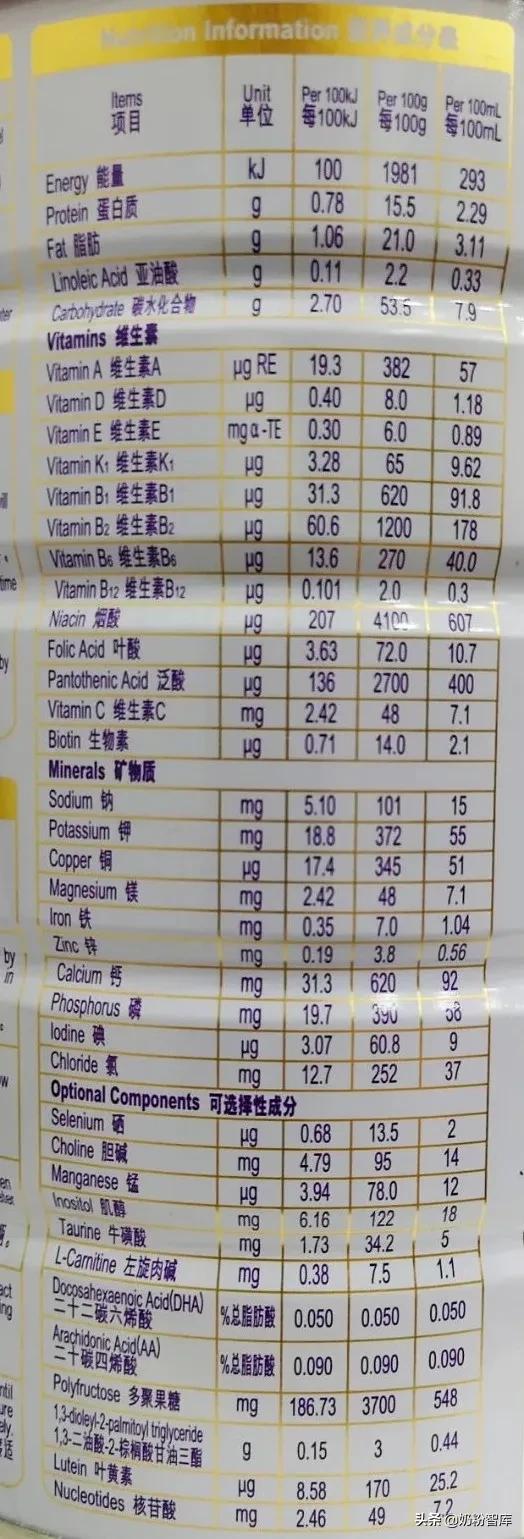 Nutrition Information 营养成分表
Items Unit Per 100kJ Per 100g Per 100mL
项目 单位 每100kJ 每100g 每100mL
Energy 能量 kJ 100 1981 293
Protein 蛋白质 g 0.78 15.5 2.29
Fat 脂肪 g 1.06 21.0 3.11
Linoleic Acid 亚油酸 g 0.11 2.2 0.33
Carbohydrate 碳水化合物 g 2.70 53.5 7.9
Vitamins 维生素
Vitamin A 维生素A μg RE 19.3 382 57
Vitamin D 维生素D μg 0.40 8.0 1.18
Vitamin E 维生素E mg α-TE 0.30 6.0 0.89
Vitamin K₁ 维生素K₁ μg 3.28 65 9.62
Vitamin B₁ 维生素B₁ μg 31.3 620 91.8
Vitamin B₂ 维生素B₂ μg 60.6 1200 178
Vitamin B₆ 维生素B₆ μg 13.6 270 40.0
Vitamin B₁₂ 维生素B₁₂ μg 0.101 2.0 0.3
Niacin 烟酸 μg 207 4100 607
Folic Acid 叶酸 μg 3.63 72.0 10.7
Pantothenic Acid 泛酸 μg 136 2700 400
Vitamin C 维生素C mg 2.42 48 7.1
Biotin 生物素 μg 0.71 14.0 2.1
Minerals 矿物质
Sodium 钠 mg 5.10 101 15
Potassium 钾 mg 18.8 372 55
Copper 铜 μg 17.4 345 51
Magnesium 镁 mg 2.42 48 7.1
Iron 铁 mg 0.35 7.0 1.04
Zinc 锌 mg 0.19 3.8 0.56
Calcium 钙 mg 31.3 620 92
Phosphorus 磷 mg 19.7 390 58
Iodine 碘 μg 3.07 60.8 9
Chloride 氯 mg 12.7 252 37
Optional Components 可选择性成分
Selenium 硒 μg 0.68 13.5 2
Choline 胆碱 mg 4.79 95 14
Manganese 锰 μg 3.94 78.0 12
Inositol 肌醇 mg 6.16 122 18
Taurine 牛磺酸 mg 1.73 34.2 5
L-Carnitine 左旋肉碱 mg 0.38 7.5 1.1
Docosahexaenoic Acid(DHA)
二十二碳六烯酸 %总脂肪酸 0.050 0.050 0.050
Arachidonic Acid(AA)
二十碳四烯酸 %总脂肪酸 0.090 0.090 0.090
Polyfructose 多聚果糖 mg 186.73 3700 548
1,3-dioleyl-2-palmitoyl triglyceride
1,3-二油酸-2-棕榈酸甘油三酯 g 0.15 3 0.44
Lutein 叶黄素 μg 8.58 170 25.2
Nucleotides 核苷酸 mg 2.46 49 7.2
头条 @奶粉智库